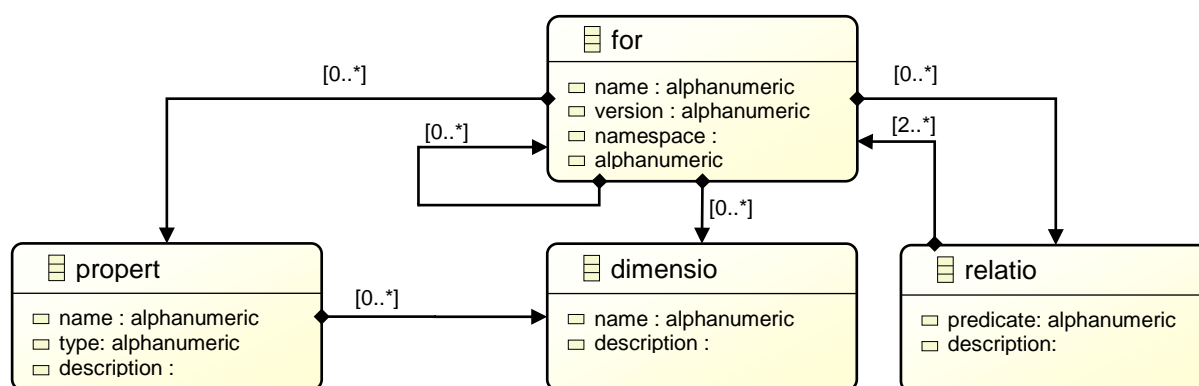 for
[0..*]
[0..*]
name : alphanumeric
version : alphanumeric
namespace :
alphanumeric
[0..*]
[2..*]
[0..*]
propert
dimensio
relatio
[0..*]
name : alphanumeric
type: alphanumeric
description :
name : alphanumeric
description :
predicate: alphanumeric
description: